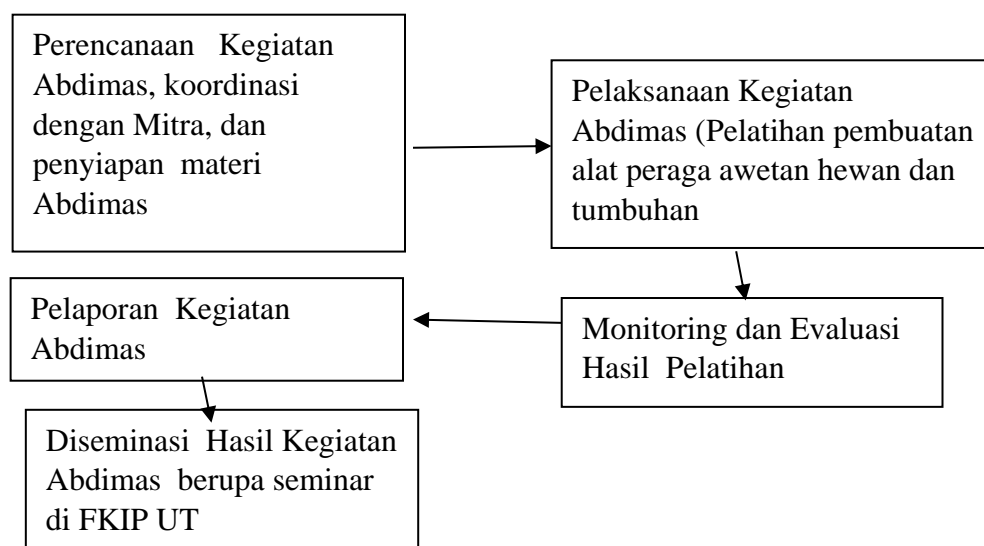 Perencanaan Kegiatan
Abdimas, koordinasi
dengan Mitra, dan
penyiapan materi
Abdimas
Pelaksanaan Kegiatan
Abdimas (Pelatihan pembuatan
alat peraga awetan hewan dan
tumbuhan
Monitoring dan Evaluasi
Hasil Pelatihan
Pelaporan Kegiatan
Abdimas
Diseminasi Hasil Kegiatan
Abdimas berupa seminar
di FKIP UT